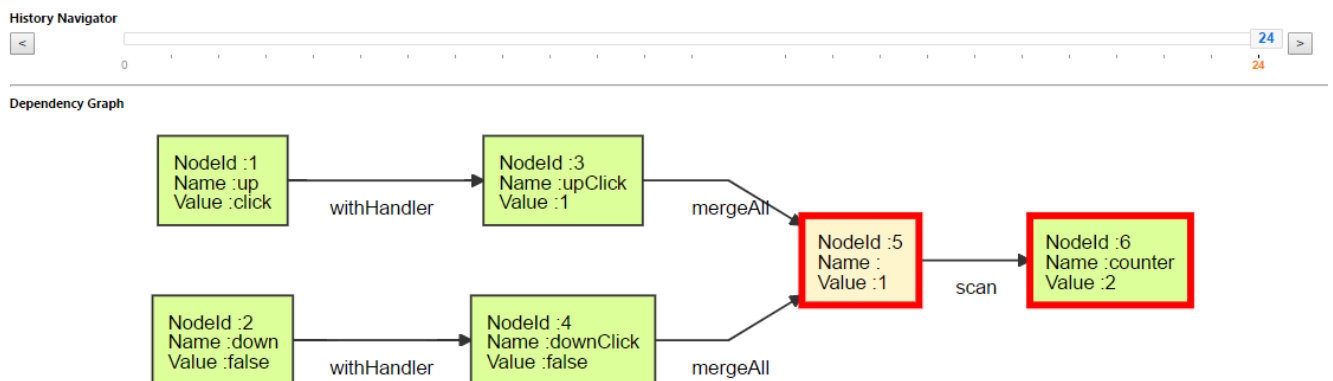 History Navigator
<
24
>
0
24
Dependency Graph
NodeId :1
Name :up
Value :click
withHandler
NodeId :3
Name :upClick
Value :1
mergeAll
NodeId :5
Name :
Value :1
scan
NodeId :6
Name :counter
Value :2
NodeId :2
Name :down
Value :false
withHandler
NodeId :4
Name :downClick
Value :false
mergeAll